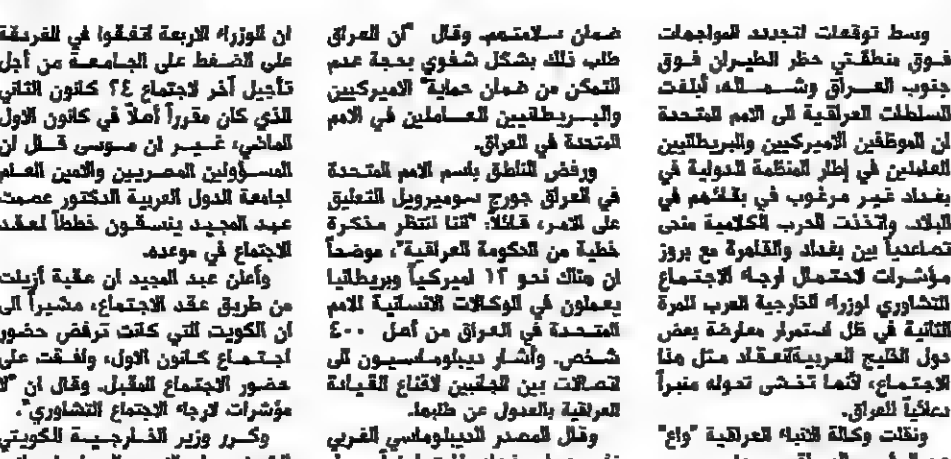 وسط توقعات لتجدد المواجهات
فوق منطقتي حظر الطيران فوق
جنوب العراق وشماله، أبلغت
السلطات العراقية الى الامم المتحدة
ان الموظفين الأميركيين والبريطانيين
العاملين في إطار المنظمة الدولية في
بغداد غير مرغوب في بقائهم في
البلاد. واتخذت الحرب الكلامية منحى
تصاعدياً بين بغداد والقاهرة مع بروز
مؤشرات لاحتمال ارجاء الاجتماع
التشاوري لوزراء الخارجية العرب للمرة
الثانية في ظل استمرار معارضة بعض
دول الخليج العربيةانعقاد مثل هذا
الاجتماع، لأنها تخشى تحوله منبراً
دعائياً للعراق.
ونقلت وكالة الانباء العراقية "واع"
ضمان سلامتهم. وقال "أن العراق
طلب ذلك بشكل شفوي بحجة عدم
التمكن من ضمان حماية" الاميركيين
والبريطانيين العاملين في الامم
المتحدة في العراق.
ورفض الناطق باسم الامم المتحدة
في العراق جورج سوميرويل التعليق
على الامر، قائلاً: "اننا ننتظر مذكرة
خطية من الحكومة العراقية"، موضحاً
ان هناك نحو ١٢ اميركياً وبريطانيا
يعملون في الوكالات الانسانية للامم
المتحدة في العراق من أصل ٤٠٠
شخص. وأشار ديبلوماسيون الى
اتصالات بين الجانبين لاقناع القيادة
العراقية بالعدول عن طلبها.
وقال المصدر الديبلوماسي الغربي
ان الوزراء الاربعة اتفقوا في الغردقة
على الضغط على الجامعة من أجل
تأجيل آخر لاجتماع ٢٤ كانون الثاني
الذي كان مقرراً أصلاً في كانون الاول
الماضي، غير ان موسى قال ان
المسؤولين المصريين والامين العام
لجامعة الدول العربية الدكتور عصمت
عبد المجيد ينسقون خططاً لعقد
الاجتماع في موعده.
وأعلن عبد المجيد ان عقبة أزيلت
من طريق عقد الاجتماع، مشيراً الى
ان الكويت التي كانت ترفض حضور
اجتماع كانون الاول، وافقت على
حضور الاجتماع المقبل. وقال ان "لا
مؤشرات لارجاء الاجتماع التشاوري".
وكرر وزير الخارجية الكويتي